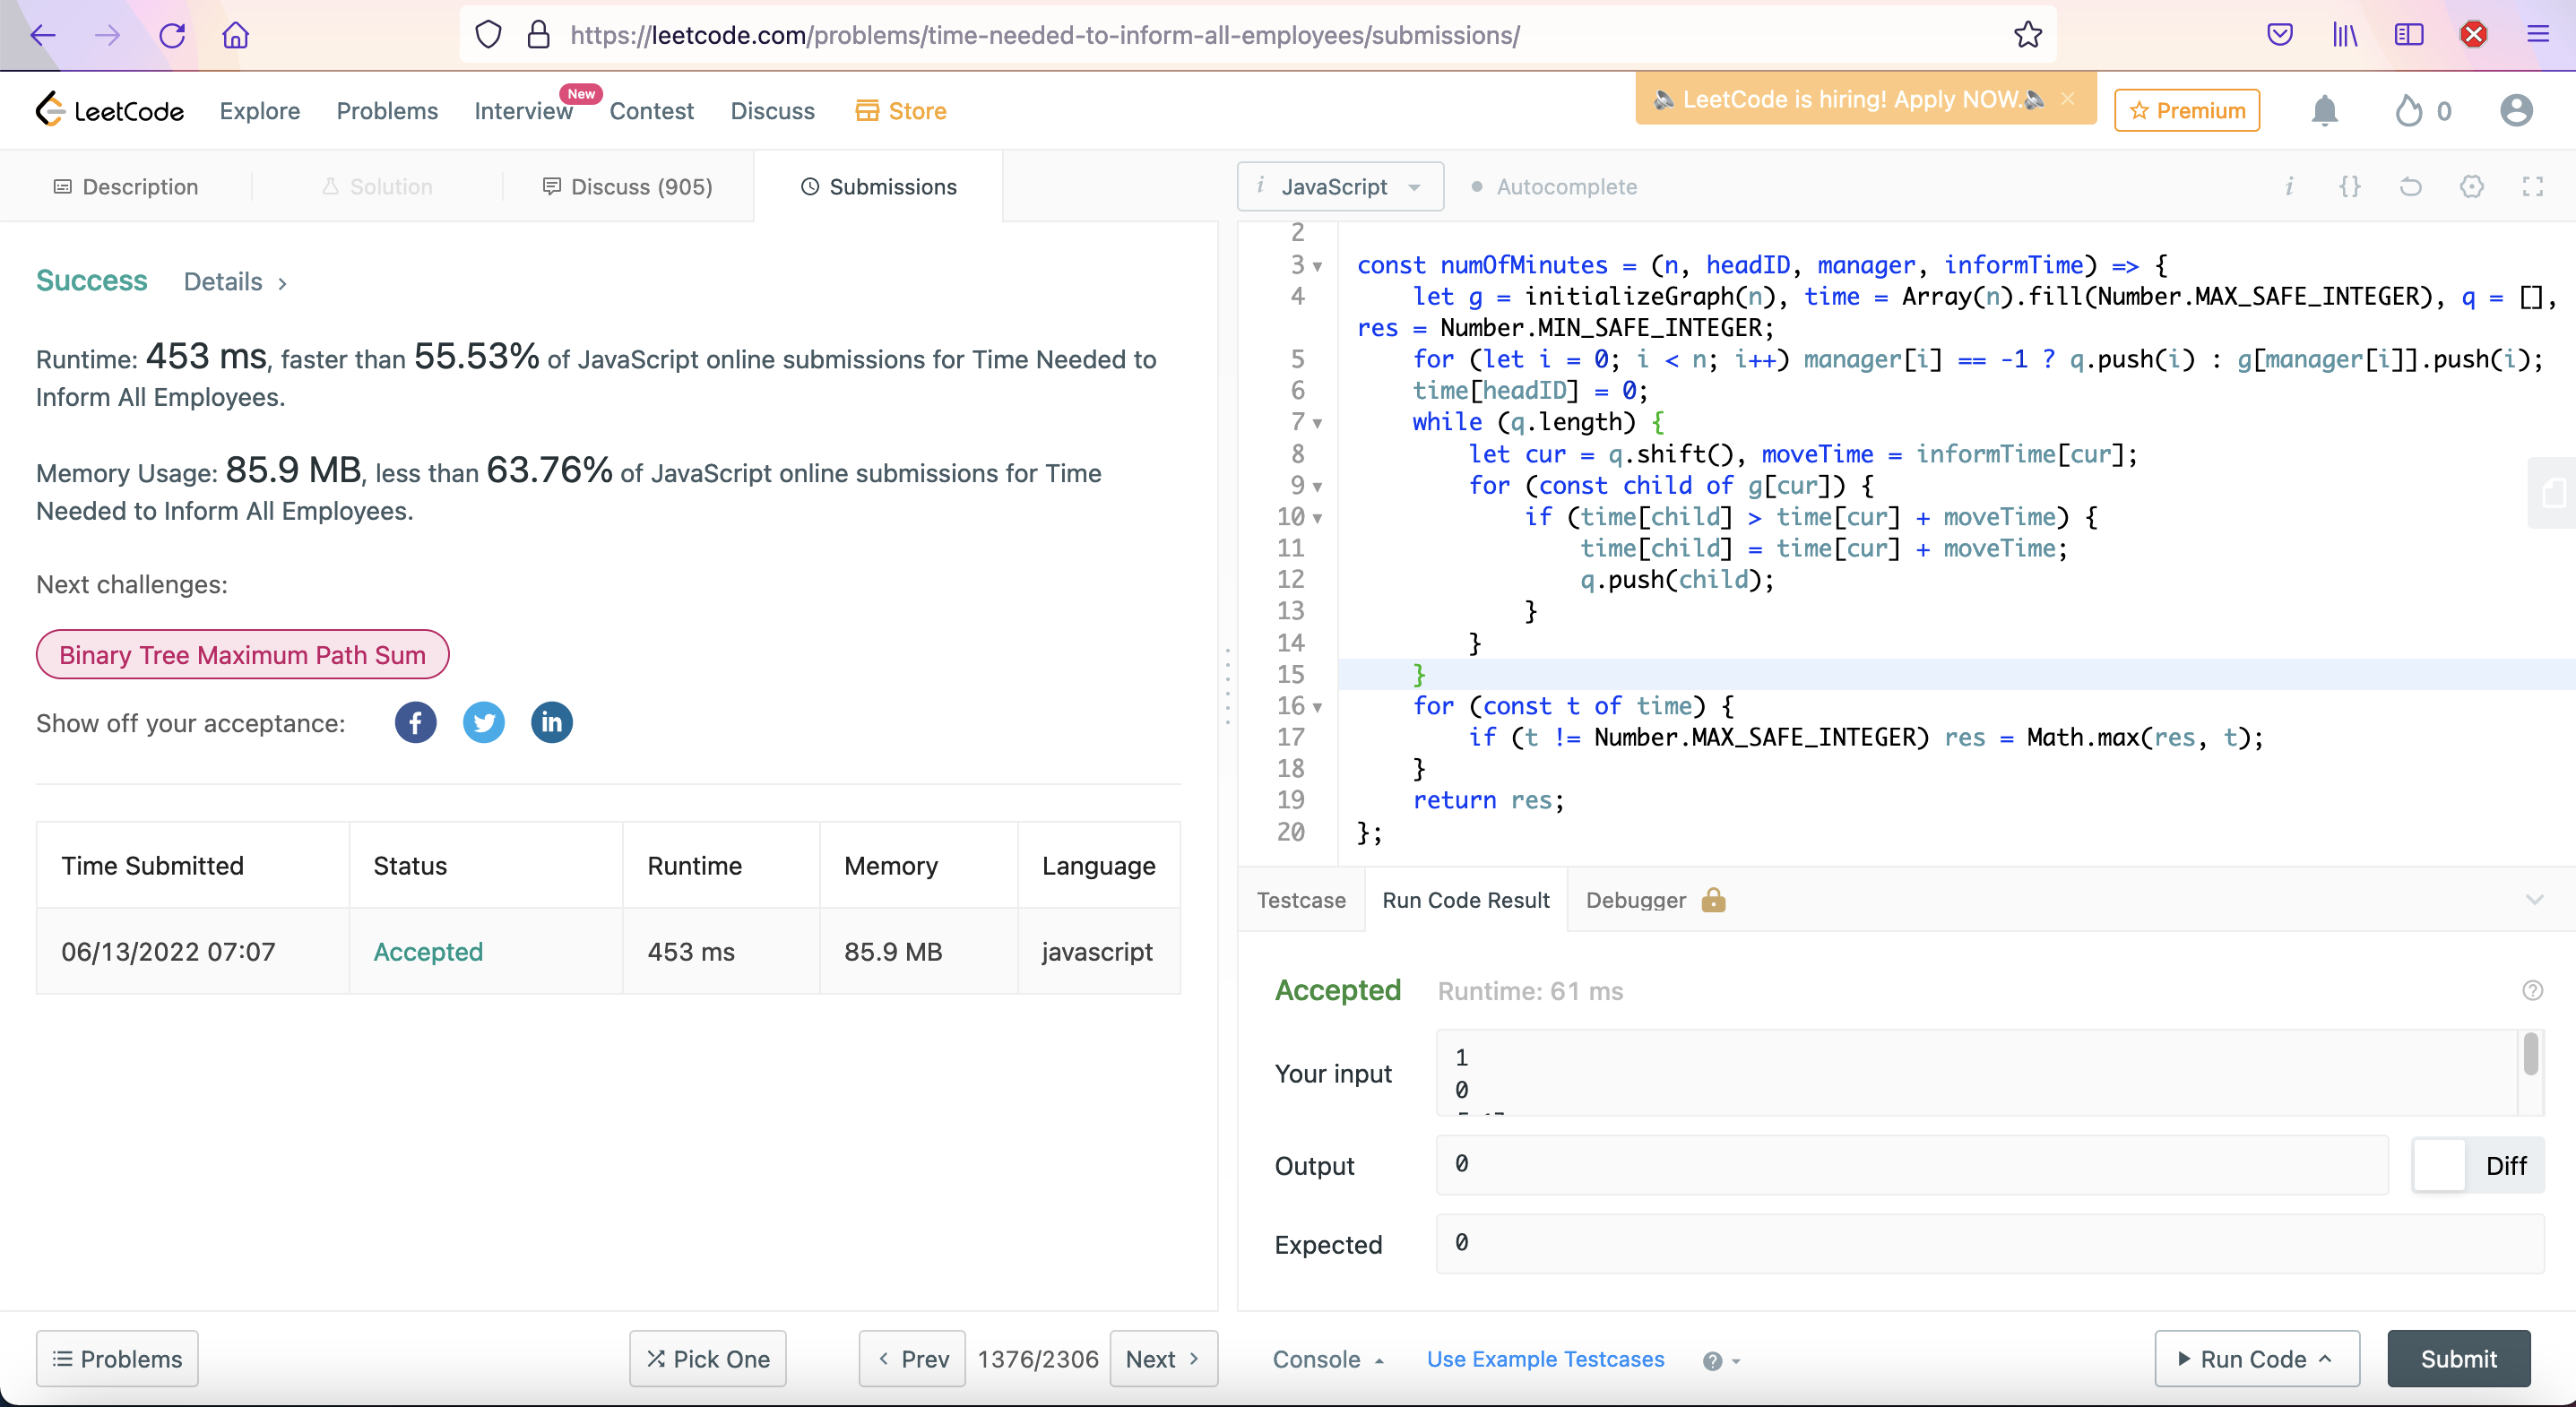 https://leetcode.com/problems/time-needed-to-inform-all-employees/submissions/
LeetCode
Explore
Problems
Interview
New
Contest
Discuss
Store
LeetCode is hiring! Apply NOW.
Premium
0
Description
Solution
Discuss (905)
Submissions
i JavaScript
Autocomplete
Success Details
Runtime: 453 ms, faster than 55.53% of JavaScript online submissions for Time Needed to
Inform All Employees.
Memory Usage: 85.9 MB, less than 63.76% of JavaScript online submissions for Time
Needed to Inform All Employees.
Next challenges:
Binary Tree Maximum Path Sum
Show off your acceptance:
Time Submitted Status Runtime Memory Language
06/13/2022 07:07 Accepted 453 ms 85.9 MB javascript
2
3 const numOfMinutes = (n, headID, manager, informTime) => {
4 let g = initializeGraph(n), time = Array(n).fill(Number.MAX_SAFE_INTEGER), q = [],
res = Number.MIN_SAFE_INTEGER;
5 for (let i = 0; i < n; i++) manager[i] == -1 ? q.push(i) : g[manager[i]].push(i);
6 time[headID] = 0;
7 while (q.length) {
8 let cur = q.shift(), moveTime = informTime[cur];
9 for (const child of g[cur]) {
10 if (time[child] > time[cur] + moveTime) {
11 time[child] = time[cur] + moveTime;
12 q.push(child);
13 }
14 }
15 }
16 for (const t of time) {
17 if (t != Number.MAX_SAFE_INTEGER) res = Math.max(res, t);
18 }
19 return res;
20 };
Testcase
Run Code Result
Debugger
Accepted Runtime: 61 ms
Your input
1
0
Output
0
Diff
Expected
0
Problems
Pick One
Prev
1376/2306
Next
Console
Use Example Testcases
Run Code
Submit